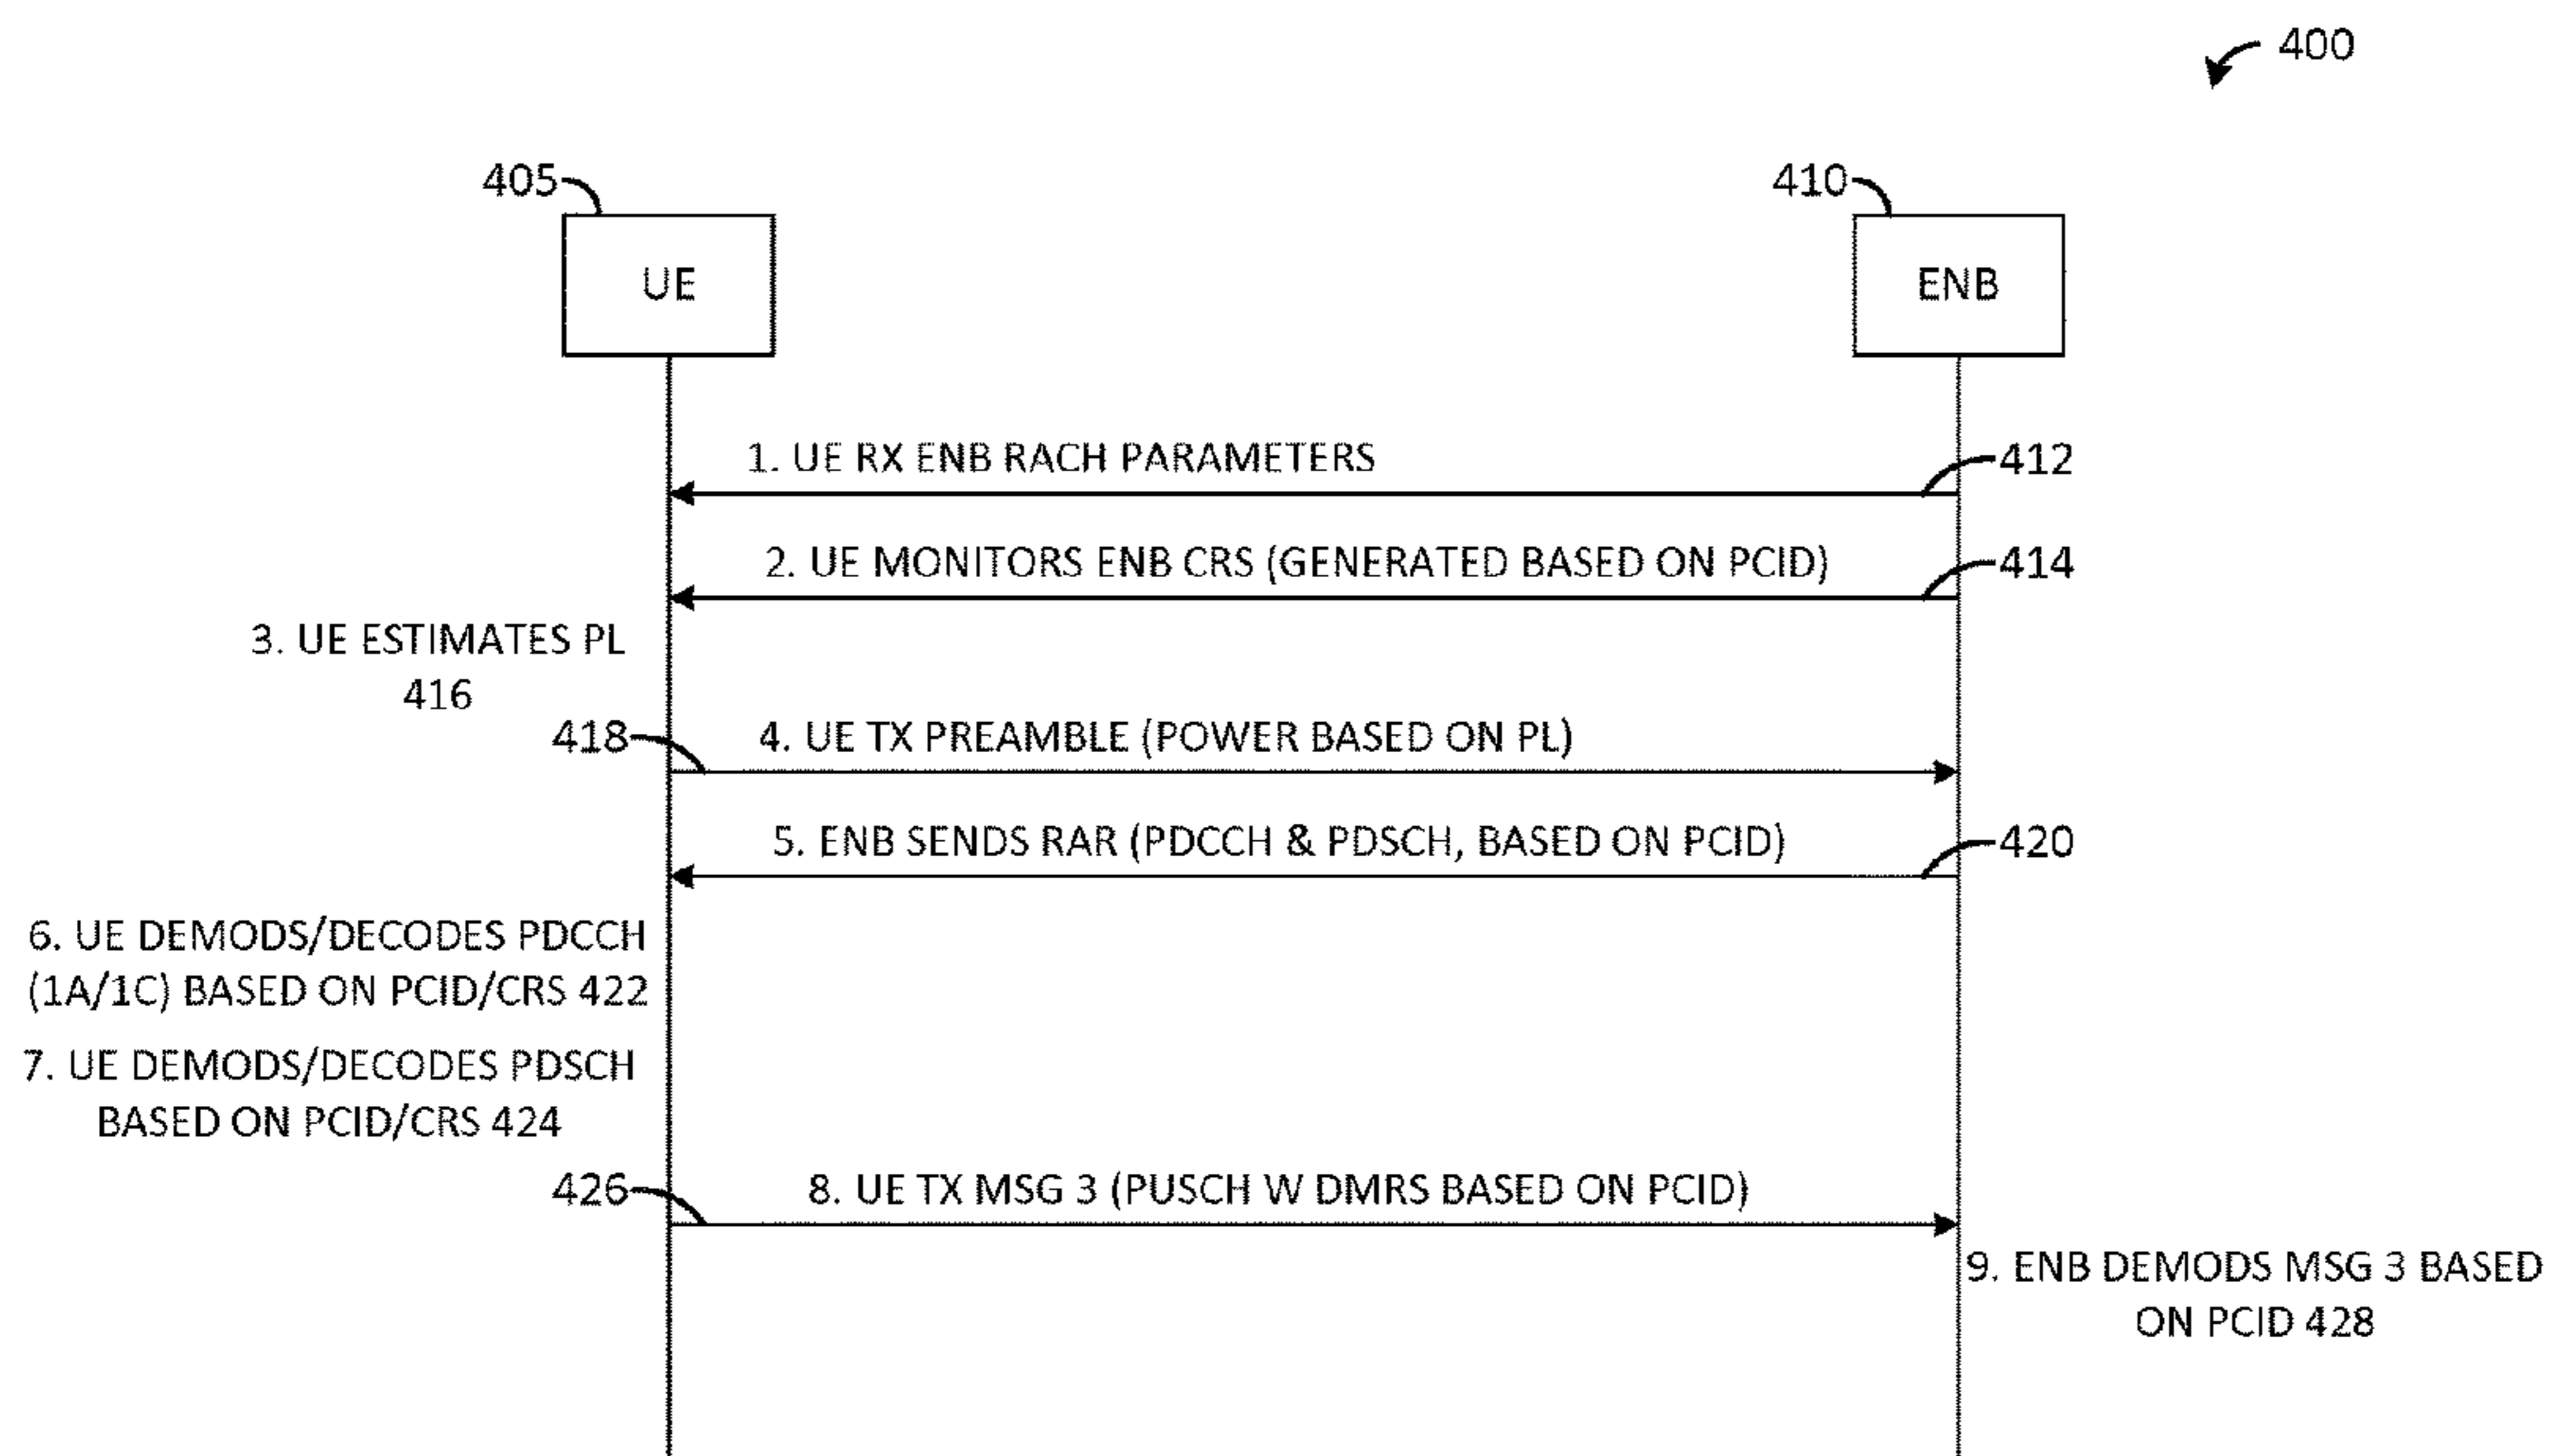 400
405
410
UE
ENB
1. UE RX ENB RACH PARAMETERS
412
2. UE MONITORS ENB CRS (GENERATED BASED ON PCID)
414
3. UE ESTIMATES PL
416
418
4. UE TX PREAMBLE (POWER BASED ON PL)
5. ENB SENDS RAR (PDCCH & PDSCH, BASED ON PCID)
420
6. UE DEMODS/DECODES PDCCH
(1A/1C) BASED ON PCID/CRS 422
7. UE DEMODS/DECODES PDSCH
BASED ON PCID/CRS 424
426
8. UE TX MSG 3 (PUSCH W DMRS BASED ON PCID)
9. ENB DEMODS MSG 3 BASED
ON PCID 428